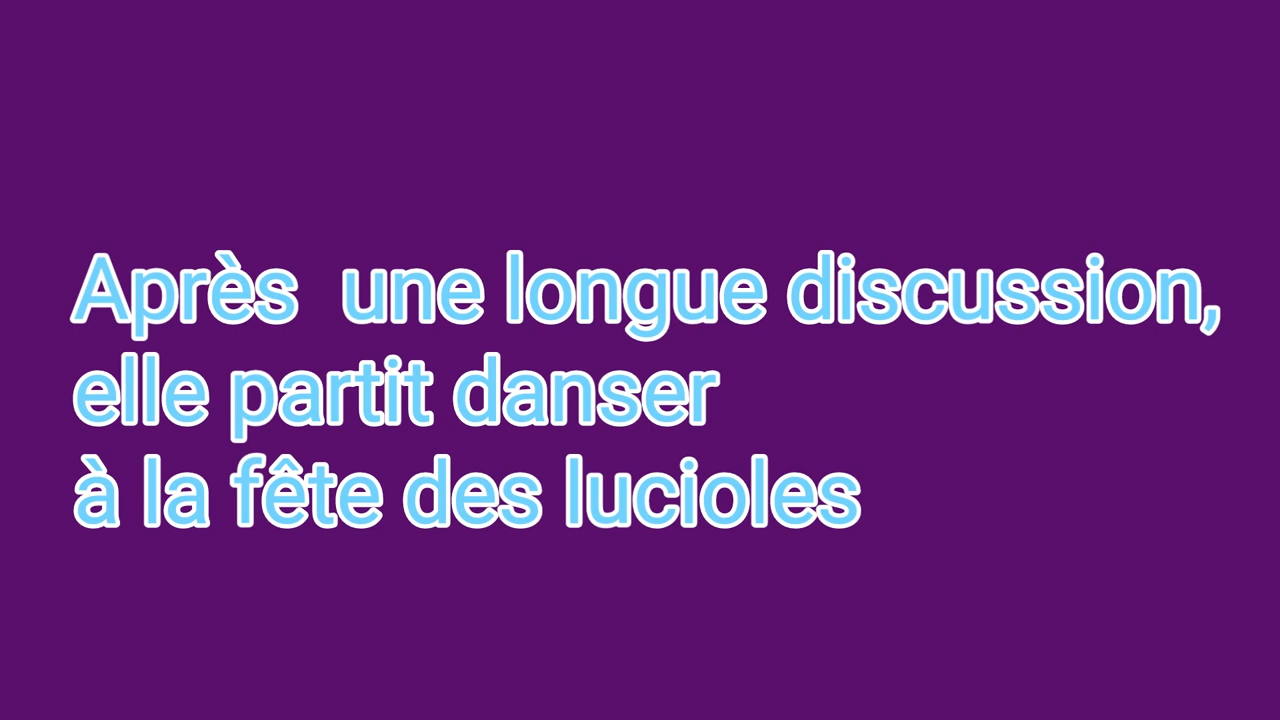 Après  une longue discussion,
elle partit danser
à la fête des lucioles